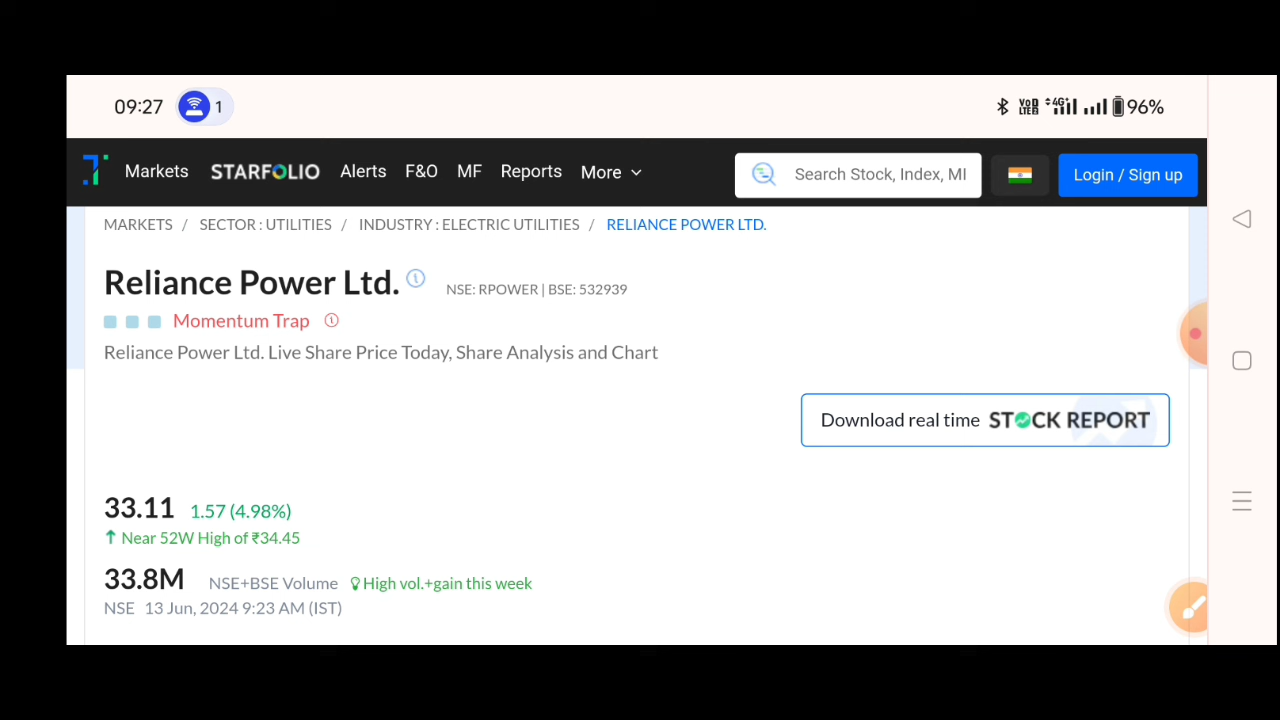 09:27 1 VoD LTED 4G+ 96%
Markets STARFOLIO Alerts F&O MF Reports More Search Stock, Index, MI Login / Sign up
MARKETS / SECTOR : UTILITIES / INDUSTRY : ELECTRIC UTILITIES / RELIANCE POWER LTD.
Reliance Power Ltd. NSE: RPOWER | BSE: 532939
Momentum Trap
Reliance Power Ltd. Live Share Price Today, Share Analysis and Chart
Download real time STOCK REPORT
33.11 1.57 (4.98%)
Near 52W High of ₹34.45
33.8M NSE+BSE Volume High vol.+gain this week
NSE 13 Jun, 2024 9:23 AM (IST)